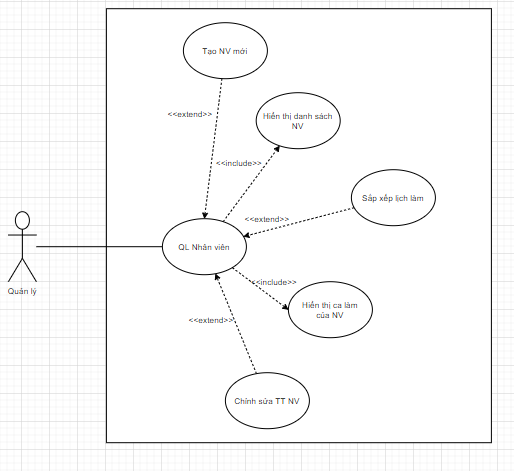 Tạo NV mới
<<extend>>
Hiển thị danh sách
NV
<<include>>
Sắp xếp lịch làm
<<extend>>
QL Nhân viên
Quản lý
<<include>>
Hiển thị ca làm
của NV
<<extend>>
Chỉnh sửa TT NV